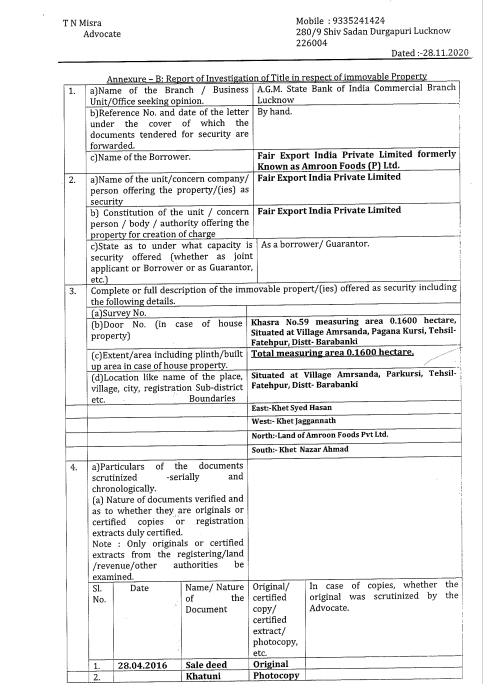 T N Misra
Advocate
Mobile : 9335241424
280/9 Shiv Sadan Durgapuri Lucknow
226004
Dated :-28.11.2020
Annexure – B: Report of Investigation of Title in respect of immovable Property
1.
a)Name of the Branch / Business
Unit/Office seeking opinion.
A.G.M. State Bank of India Commercial Branch
Lucknow
b)Reference No. and date of the letter
under the cover of which the
documents tendered for security are
forwarded.
By hand.
c)Name of the Borrower.
Fair Export India Private Limited formerly
Known as Amroon Foods (P) Ltd.
2.
a)Name of the unit/concern company/
person offering the property/(ies) as
security
Fair Export India Private Limited
b) Constitution of the unit / concern
person / body / authority offering the
property for creation of charge
Fair Export India Private Limited
c)State as to under what capacity is
security offered (whether as joint
applicant or Borrower or as Guarantor,
etc.)
As a borrower/ Guarantor.
3.
Complete or full description of the immovable propert/(ies) offered as security including
the following details.
(a)Survey No.
(b)Door No. (in case of house
property)
Khasra No.59 measuring area 0.1600 hectare,
Situated at Village Amrsanda, Pagana Kursi, Tehsil-
Fatehpur, Distt- Barabanki
(c)Extent/area including plinth/built
up area in case of house property.
Total measuring area 0.1600 hectare.
(d)Location like name of the place,
village, city, registration Sub-district
etc. Boundaries
Situated at Village Amrsanda, Parkursi, Tehsil-
Fatehpur, Distt- Barabanki
East:-Khet Syed Hasan
West:- Khet Jaggannath
North:-Land of Amroon Foods Pvt Ltd.
South:- Khet Nazar Ahmad
4.
a)Particulars of the documents
scrutinized -serially and
chronologically.
(a) Nature of documents verified and
as to whether they are originals or
certified copies or registration
extracts duly certified.
Note : Only originals or certified
extracts from the registering/land
/revenue/other authorities be
examined.
Sl.
No.
Date
Name/ Nature
of the
Document
Original/
certified
copy/
certified
extract/
photocopy,
etc.
In case of copies, whether the
original was scrutinized by the
Advocate.
1.
28.04.2016
Sale deed
Original
2.
Khatuni
Photocopy